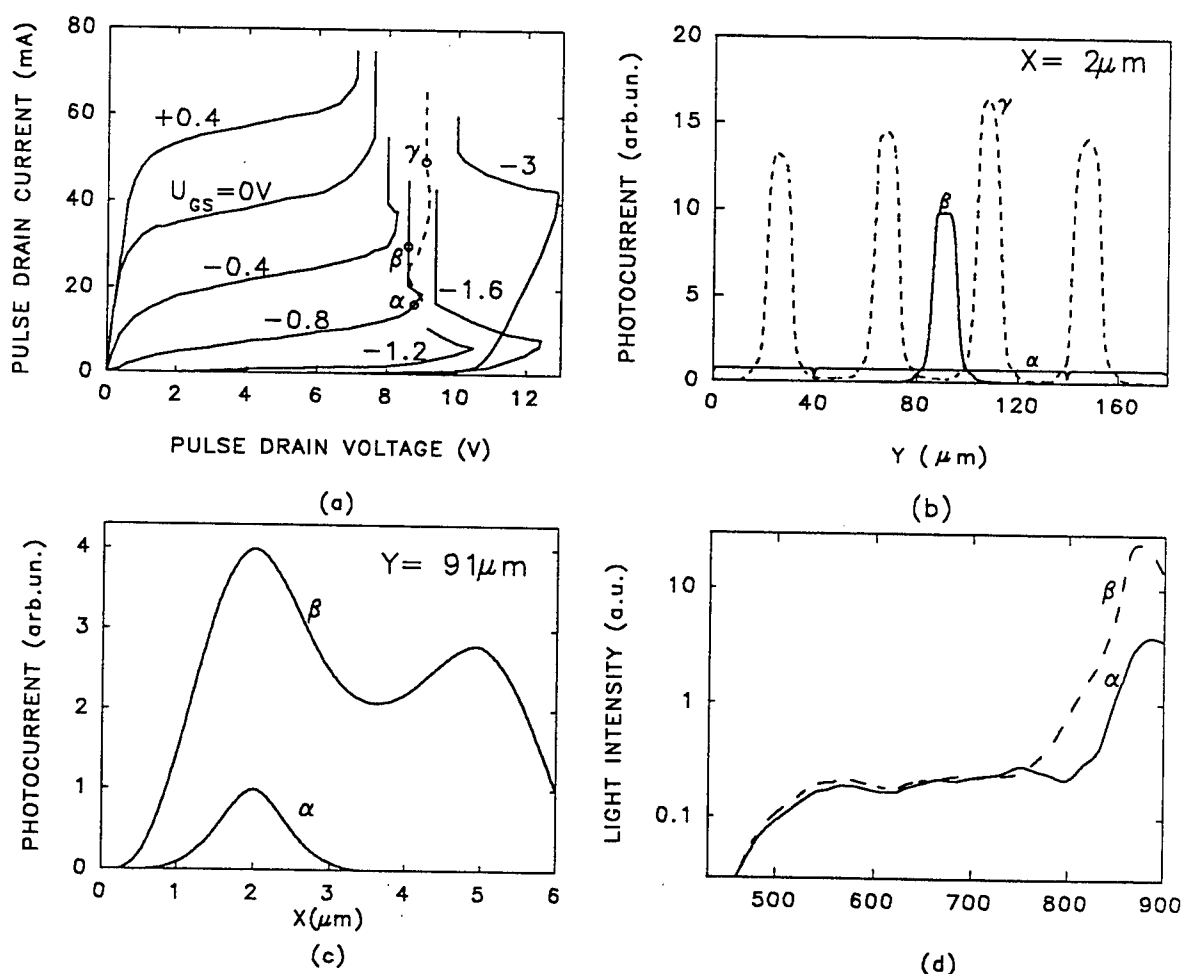 PULSE DRAIN CURRENT (mA)
80
60
40
20
0
+0.4
U_GS=0V
−0.4
−0.8
−1.2
−1.6
−3
γ
β
α
0 2 4 6 8 10 12
PULSE DRAIN VOLTAGE (V)
(a)
PHOTOCURRENT (arb.un.)
20
15
10
5
0
X= 2μm
γ
β
α
0 40 80 120 160
Y (μm)
(b)
PHOTOCURRENT (arb.un.)
4
3
2
1
0
Y= 91μm
β
α
0 1 2 3 4 5 6
X(μm)
(c)
LIGHT INTENSITY (a.u.)
10
1
0.1
β
α
500 600 700 800 900
(d)